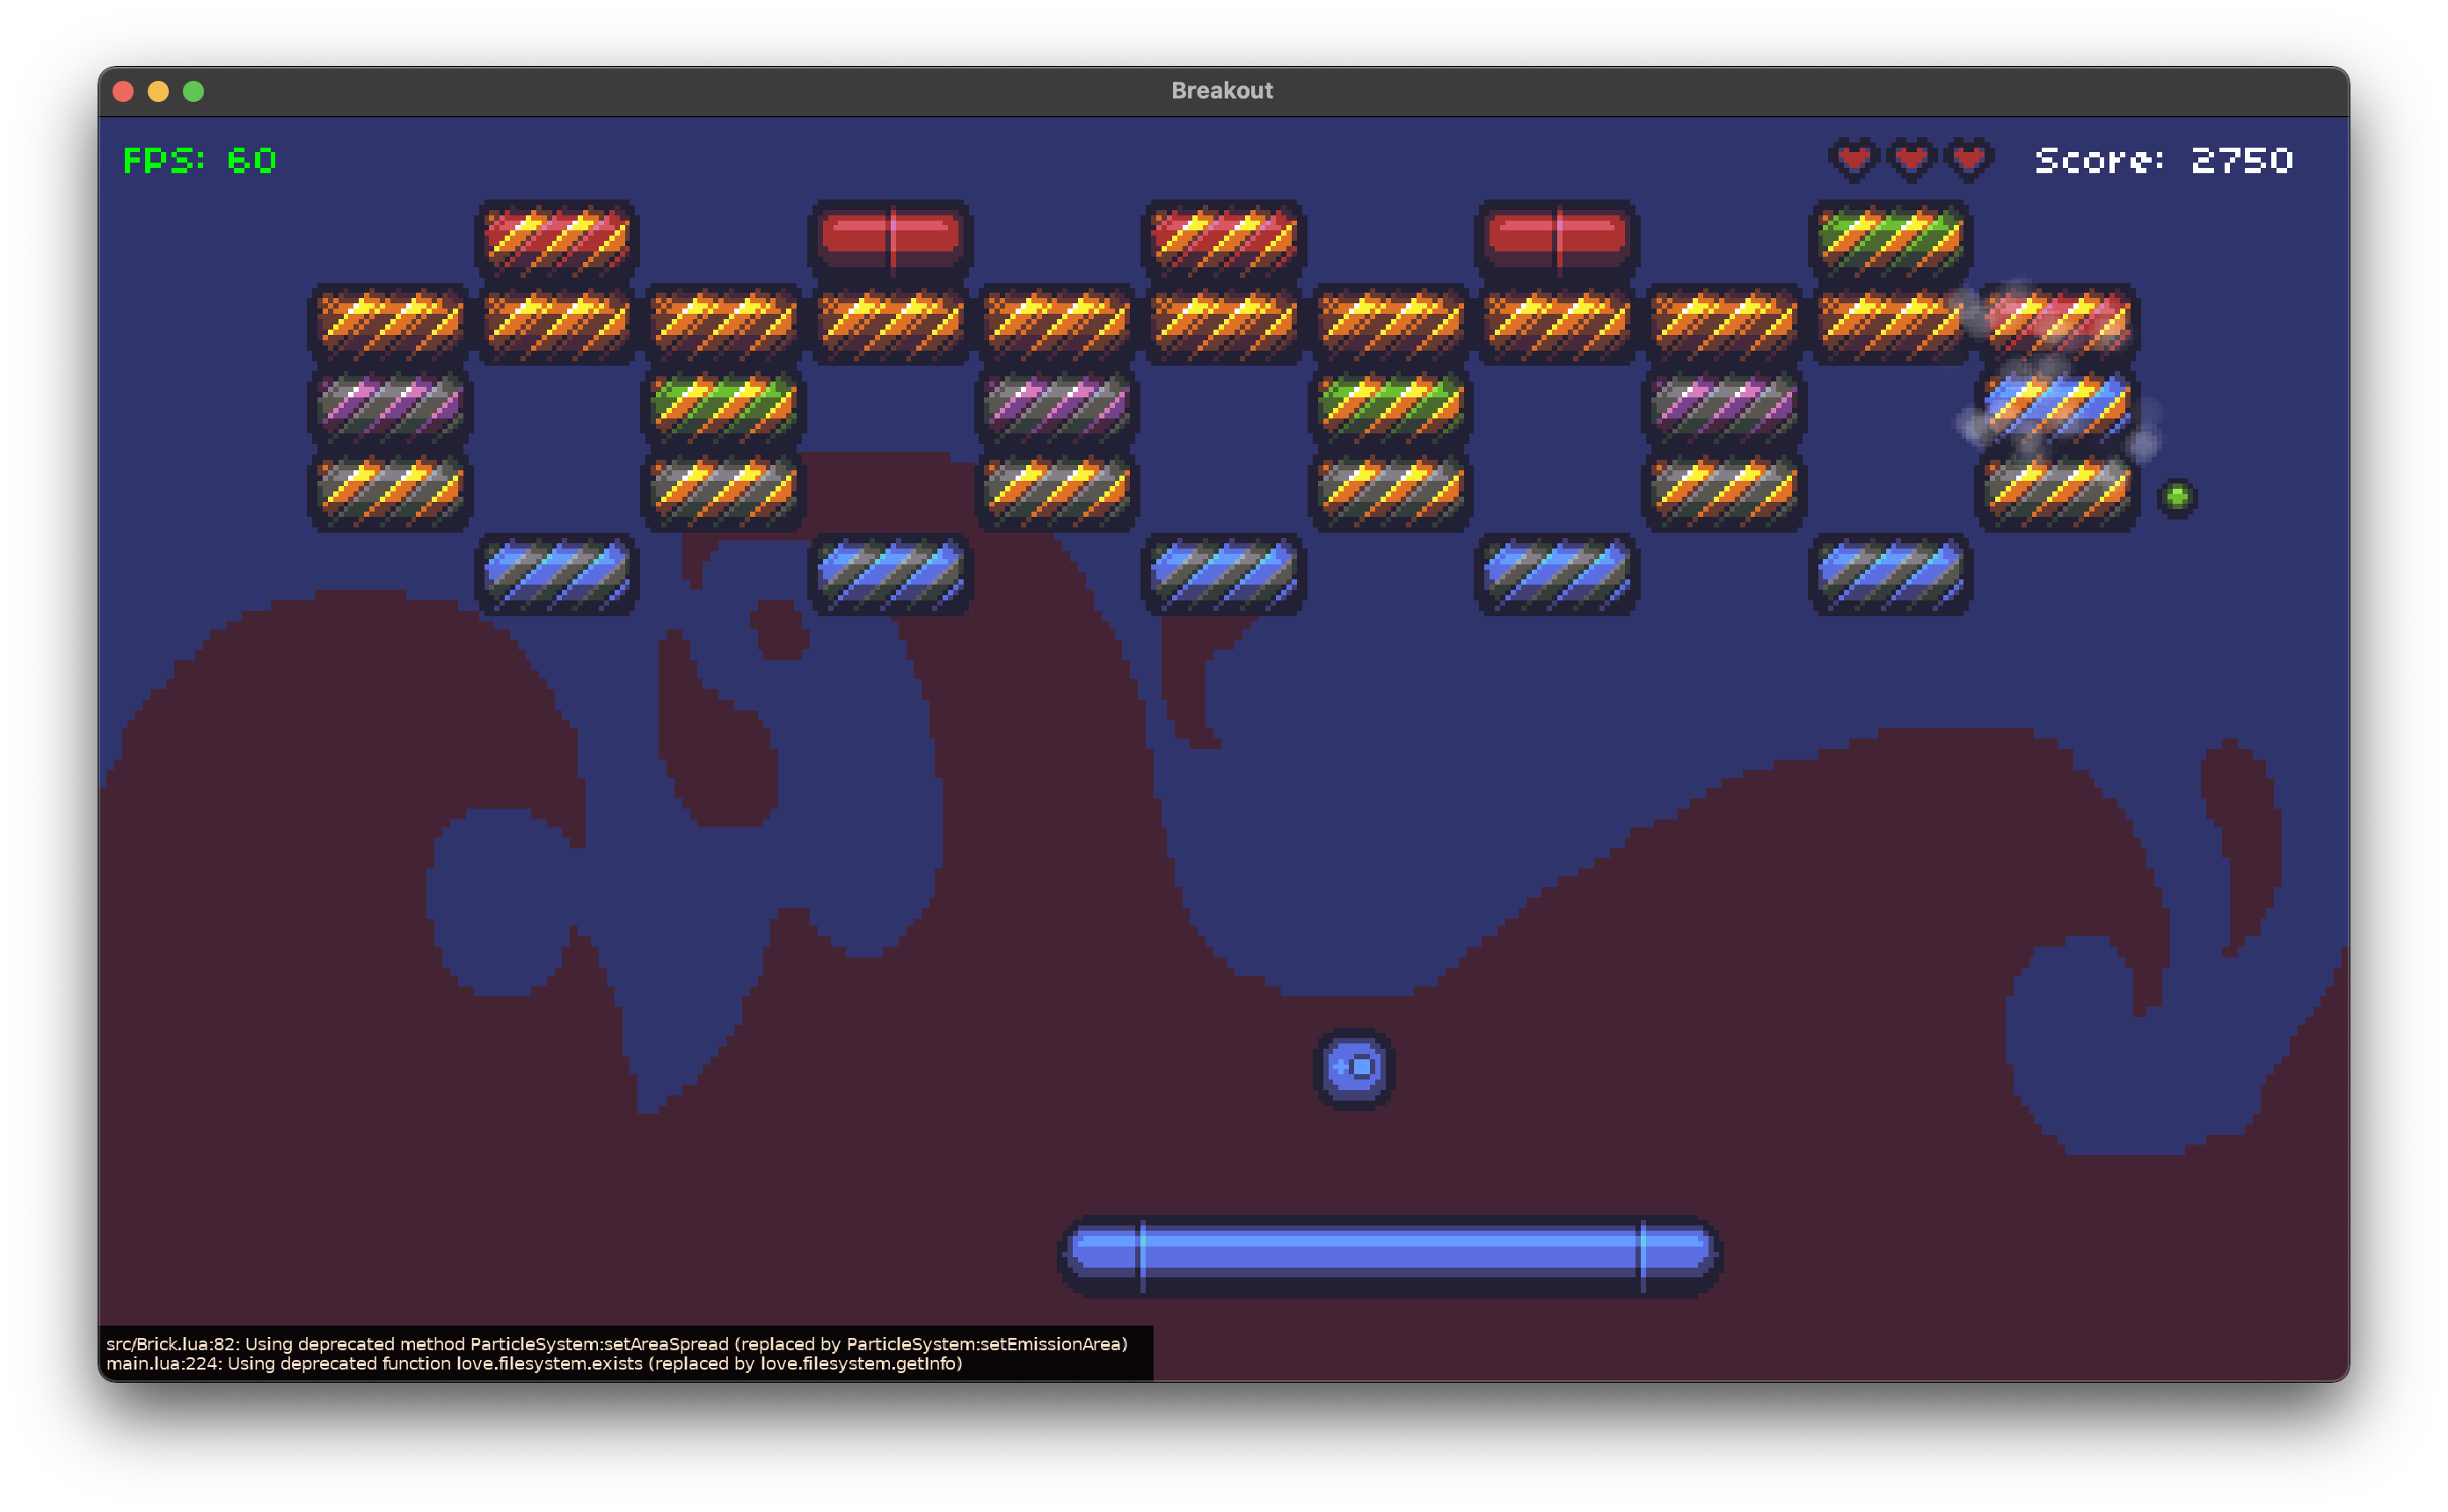 Breakout
FPS: 60
Score: 2750
src/Brick.lua:82: Using deprecated method ParticleSystem:setAreaSpread (replaced by ParticleSystem:setEmissionArea)
main.lua:224: Using deprecated function love.filesystem.exists (replaced by love.filesystem.getInfo)